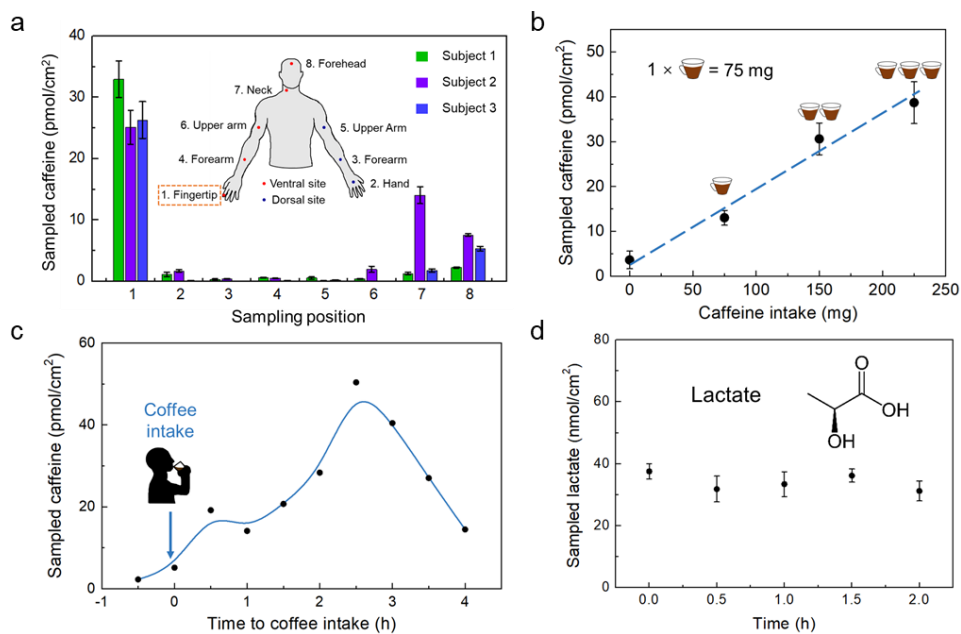 a
Sampled caffeine (pmol/cm²)
40
30
20
10
0
8. Forehead
7. Neck
6. Upper arm
5. Upper Arm
4. Forearm
3. Forearm
2. Hand
1. Fingertip
Ventral site
Dorsal site
Subject 1
Subject 2
Subject 3
1 2 3 4 5 6 7 8
Sampling position
b
Sampled caffeine (pmol/cm²)
50
40
30
20
10
0
1 × = 75 mg
0 50 100 150 200 250
Caffeine intake (mg)
c
Sampled caffeine (pmol/cm²)
60
40
20
0
Coffee
intake
-1 0 1 2 3 4
Time to coffee intake (h)
d
Sampled lactate (nmol/cm²)
80
60
40
20
0
Lactate
O
OH
OH
0.0 0.5 1.0 1.5 2.0
Time (h)